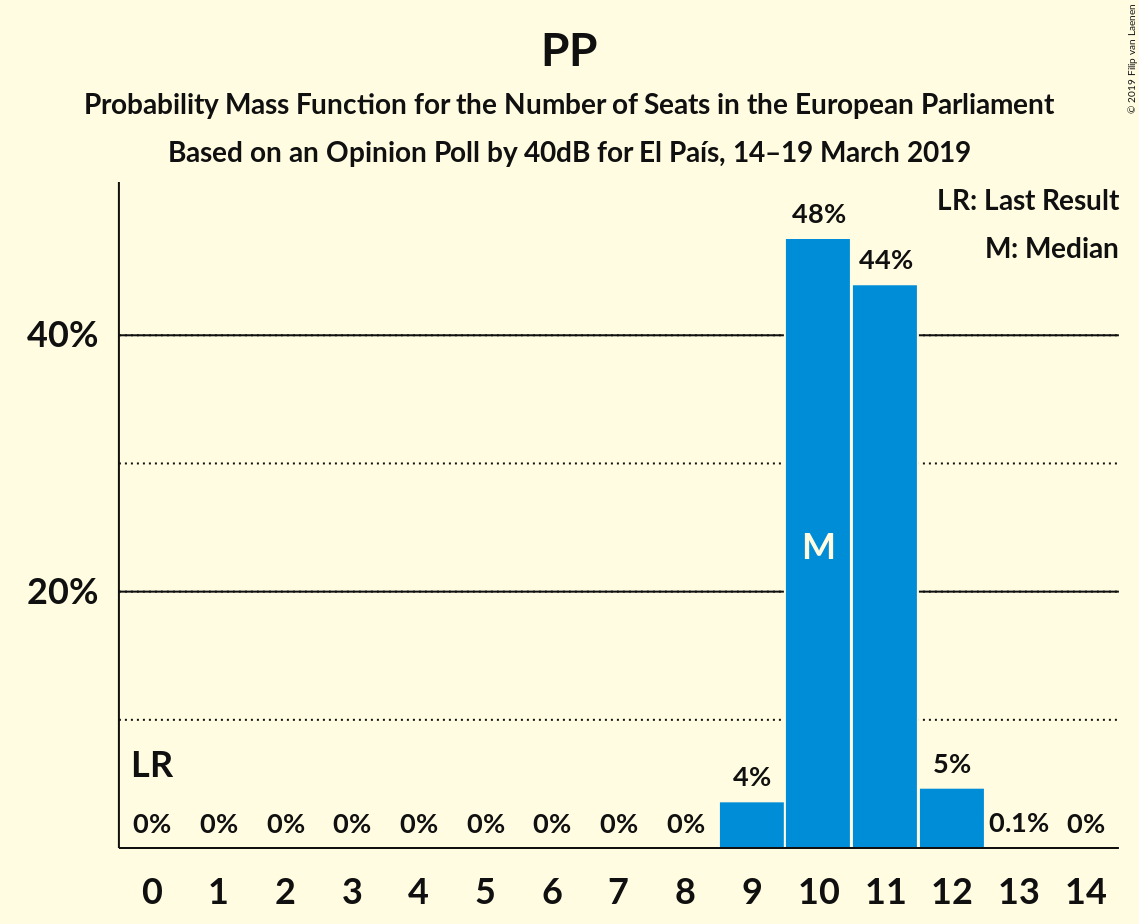 PP
Probability Mass Function for the Number of Seats in the European Parliament
Based on an Opinion Poll by 40dB for El País, 14–19 March 2019
© 2019 Filip van Laenen
LR: Last Result
M: Median
48%
44%
40%
M
20%
LR
4%
5%
0% 0% 0% 0% 0% 0% 0% 0% 0% 0.1% 0%
0 1 2 3 4 5 6 7 8 9 10 11 12 13 14